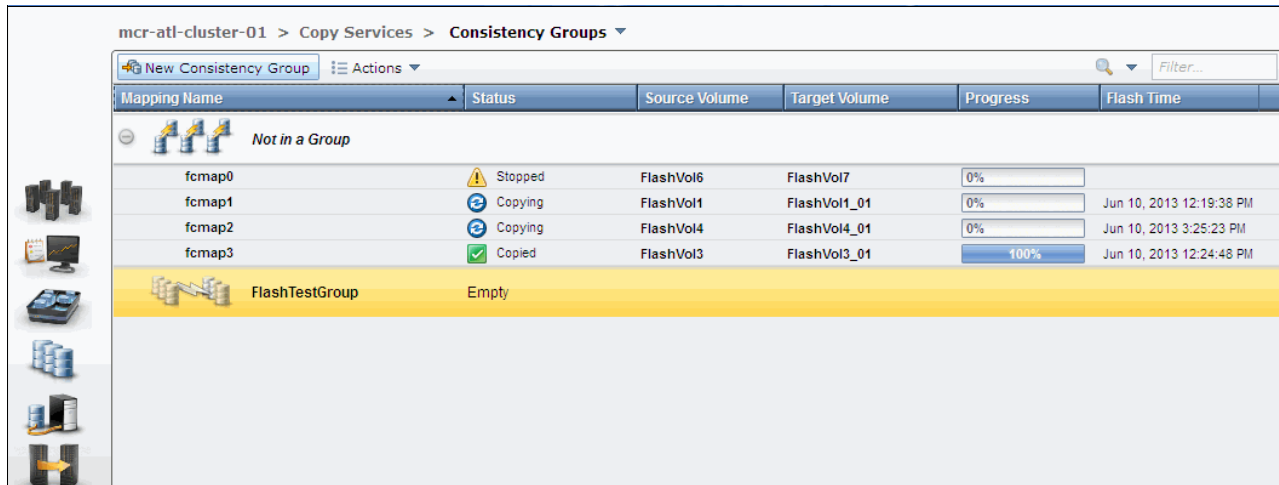 mcr-atl-cluster-01 > Copy Services > Consistency Groups
New Consistency Group Actions Filter...
Mapping Name Status Source Volume Target Volume Progress Flash Time
Not in a Group
fcmap0 Stopped FlashVol6 FlashVol7 0%
fcmap1 Copying FlashVol1 FlashVol1_01 0% Jun 10, 2013 12:19:38 PM
fcmap2 Copying FlashVol4 FlashVol4_01 0% Jun 10, 2013 3:25:23 PM
fcmap3 Copied FlashVol3 FlashVol3_01 100% Jun 10, 2013 12:24:48 PM
FlashTestGroup Empty